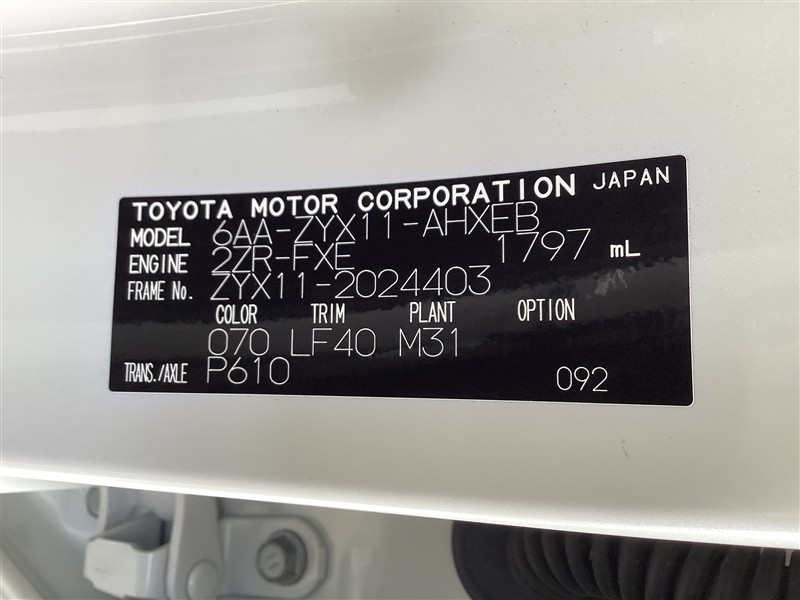 TOYOTA MOTOR CORPORATION JAPAN
MODEL 6AA-ZYX11-AHXEB
ENGINE 2ZR-FXE 1797 mL
FRAME No. ZYX11-2024403
COLOR TRIM PLANT OPTION
070 LF40 M31
TRANS./AXLE P610 092